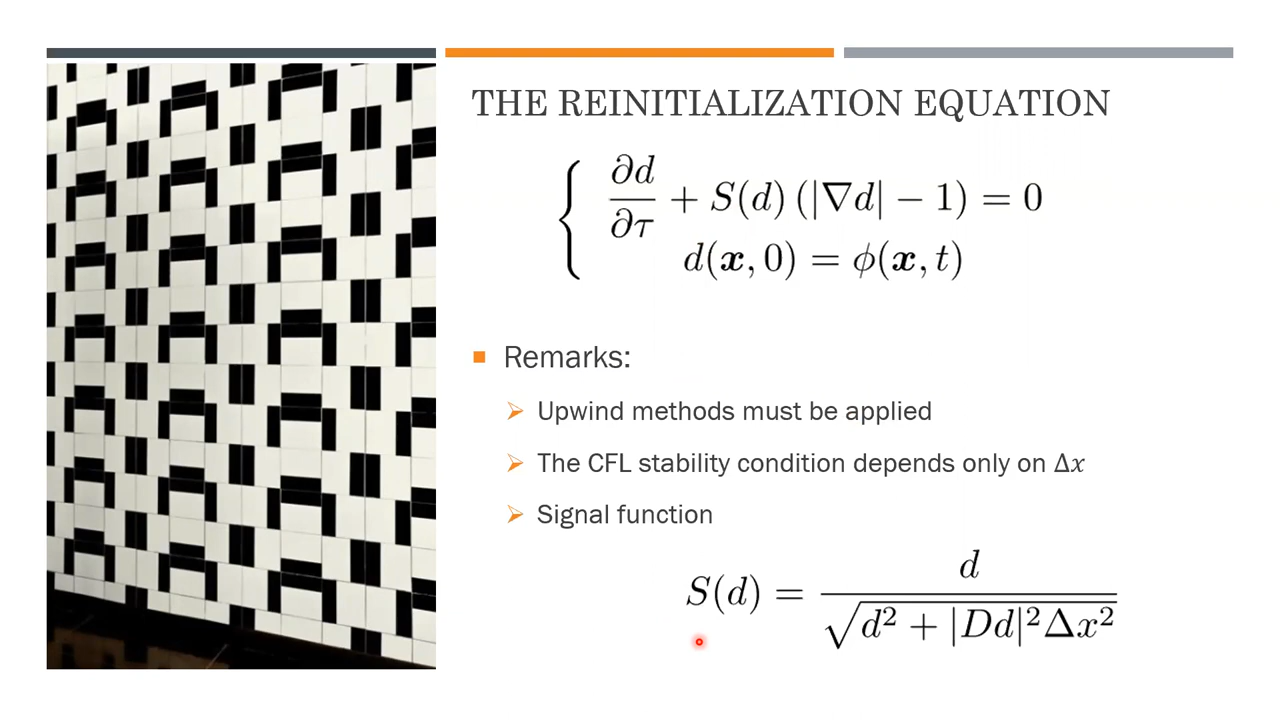 THE REINITIALIZATION EQUATION
∂d/∂τ + S(d) (|∇d| − 1) = 0
d(x, 0) = ϕ(x, t)
Remarks:
Upwind methods must be applied
The CFL stability condition depends only on Δx
Signal function
S(d) = d / √(d² + |Dd|²Δx²)